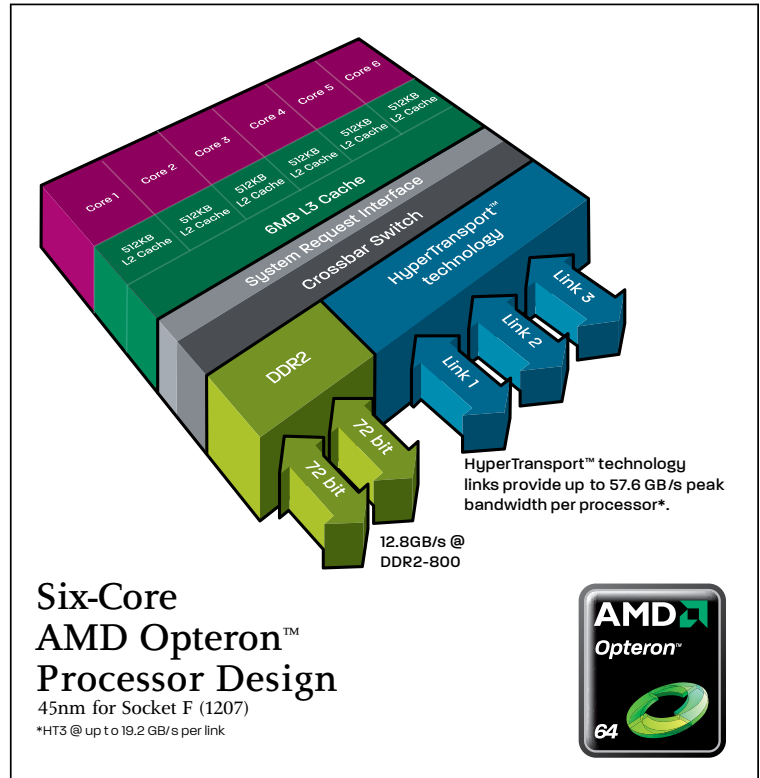 Core 1
Core 2
Core 3
Core 4
Core 5
Core 6
512KB
L2 Cache
512KB
L2 Cache
512KB
L2 Cache
512KB
L2 Cache
512KB
L2 Cache
512KB
L2 Cache
6MB L3 Cache
System Request Interface
Crossbar Switch
HyperTransport™
technology
DDR2
Link 1
Link 2
Link 3
72 bit
72 bit
HyperTransport™ technology
links provide up to 57.6 GB/s peak
bandwidth per processor*.
12.8GB/s @
DDR2-800
Six-Core
AMD Opteron™
Processor Design
45nm for Socket F (1207)
*HT3 @ up to 19.2 GB/s per link
AMD
Opteron™
64